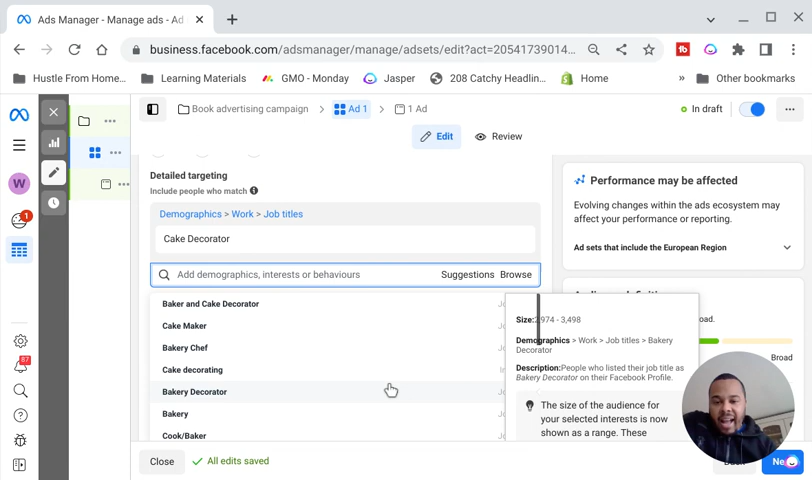 Ads Manager - Manage ads - Ad
business.facebook.com/adsmanager/manage/adsets/edit?act=20541739014...
Hustle From Home...
Learning Materials
GMO - Monday
Jasper
208 Catchy Headlin...
Home
»
Other bookmarks
Book advertising campaign
Ad 1
1 Ad
In draft
Edit
Review
W
1
87
Detailed targeting
Include people who match
Demographics > Work > Job titles
Cake Decorator
Add demographics, interests or behaviours
Suggestions
Browse
Baker and Cake Decorator
Cake Maker
Bakery Chef
Cake decorating
Bakery Decorator
Bakery
Cook/Baker
Size: 2,974 - 3,498
Demographics > Work > Job titles > Bakery
Decorator
Description: People who listed their job title as
Bakery Decorator on their Facebook Profile.
The size of the audience for
your selected interests is now
shown as a range. These
Performance may be affected
Evolving changes within the ads ecosystem may
affect your performance or reporting.
Ad sets that include the European Region
Broad
Close
All edits saved